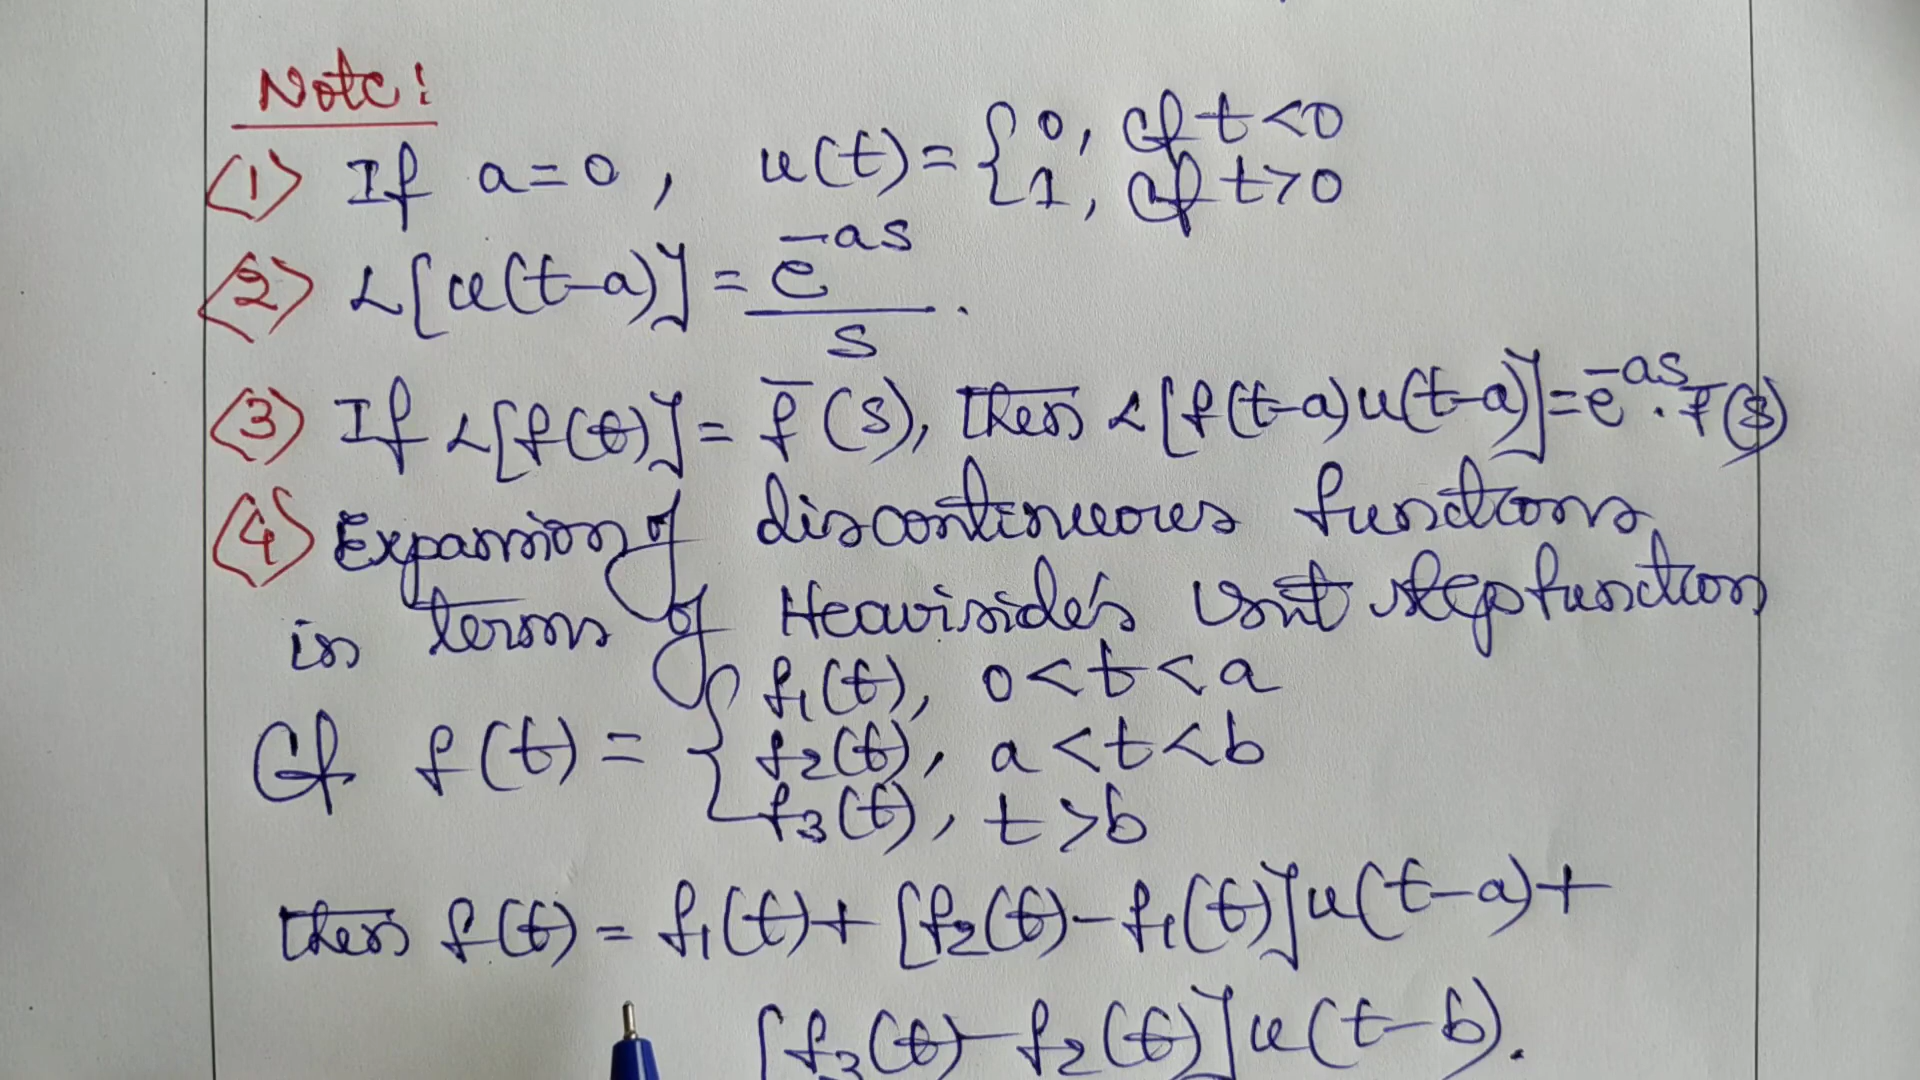 Note:
(1) If a=0, u(t)= { 0, if t<0
1, if t>0
(2) L[u(t-a)] = e^-as / s .
(3) If L[f(t)] = f̄(s), then L[f(t-a)u(t-a)] = e^-as . f̄(s)
(4) Expansion of discontinuous functions
in terms of Heaviside's Unit step function
If f(t) = { f1(t), 0<t<a
f2(t), a<t<b
f3(t), t>b
then f(t) = f1(t) + [f2(t) - f1(t)]u(t-a) +
[f3(t) - f2(t)]u(t-b).